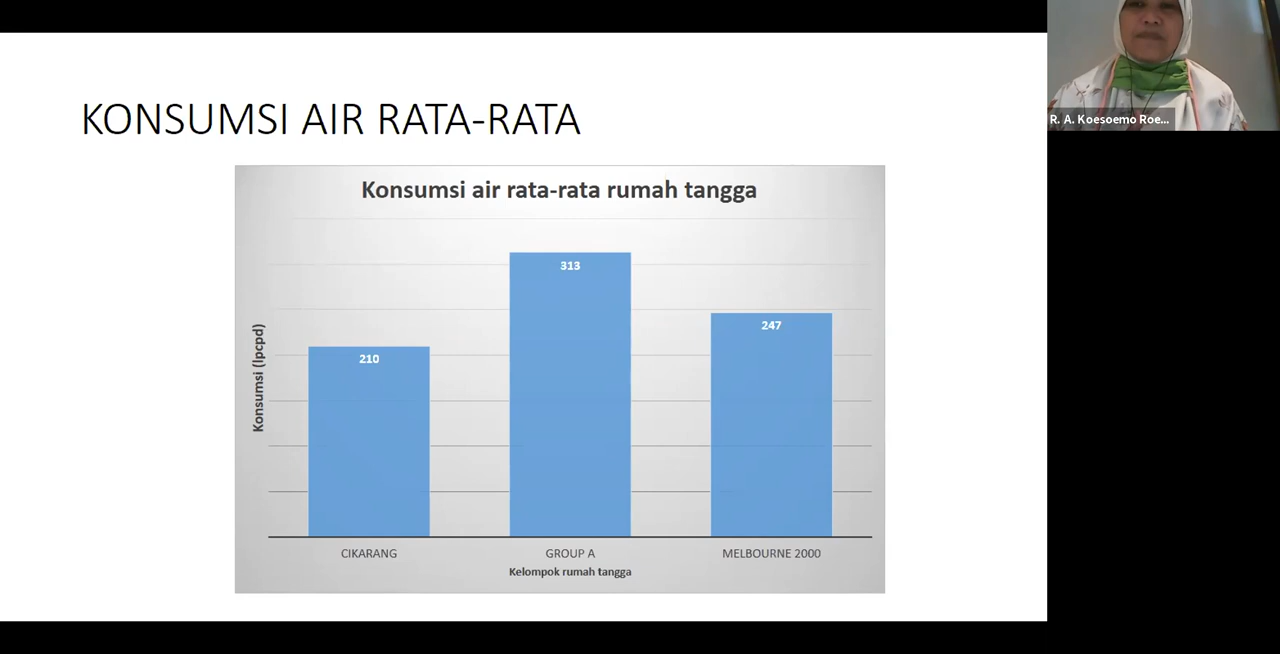 KONSUMSI AIR RATA-RATA
R. A. Koesoemo Roe...
Konsumsi air rata-rata rumah tangga
Konsumsi (lpcpd)
210
313
247
CIKARANG
GROUP A
MELBOURNE 2000
Kelompok rumah tangga